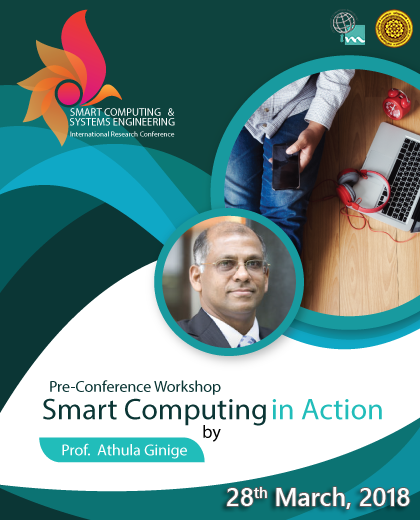 SMART COMPUTING &
SYSTEMS ENGINEERING
International Research Conference
Pre-Conference Workshop
Smart Computing in Action
by
Prof. Athula Ginige
28th March, 2018